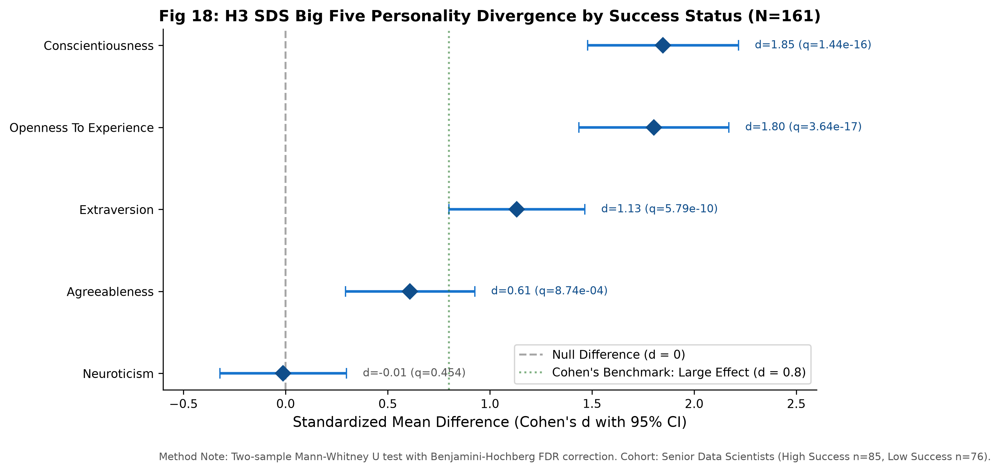 Fig 18: H3 SDS Big Five Personality Divergence by Success Status (N=161)
Conscientiousness
d=1.85 (q=1.44e-16)
Openness To Experience
d=1.80 (q=3.64e-17)
Extraversion
d=1.13 (q=5.79e-10)
Agreeableness
d=0.61 (q=8.74e-04)
Neuroticism
d=-0.01 (q=0.454)
Null Difference (d = 0)
Cohen's Benchmark: Large Effect (d = 0.8)
−0.5 0.0 0.5 1.0 1.5 2.0 2.5
Standardized Mean Difference (Cohen's d with 95% CI)
Method Note: Two-sample Mann-Whitney U test with Benjamini-Hochberg FDR correction. Cohort: Senior Data Scientists (High Success n=85, Low Success n=76).